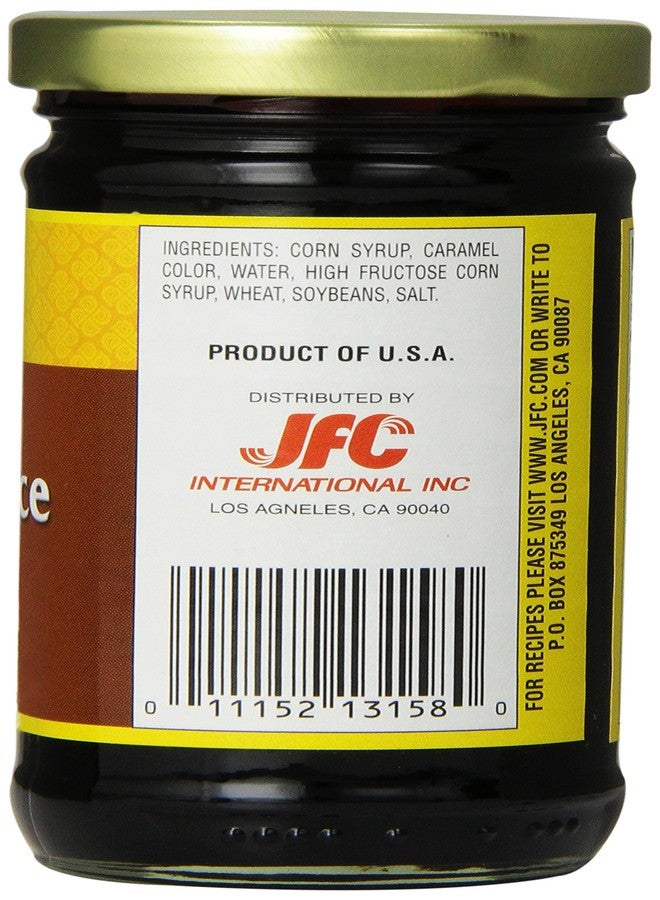 ce
INGREDIENTS: CORN SYRUP, CARAMEL
COLOR, WATER, HIGH FRUCTOSE CORN
SYRUP, WHEAT, SOYBEANS, SALT.
PRODUCT OF U.S.A.
DISTRIBUTED BY
JFC
INTERNATIONAL INC
LOS AGNELES, CA 90040
0 11152 13158 0
FOR RECIPES PLEASE VISIT WWW.JFC.COM OR WRITE TO
P.O. BOX 875349 LOS ANGELES, CA 90087